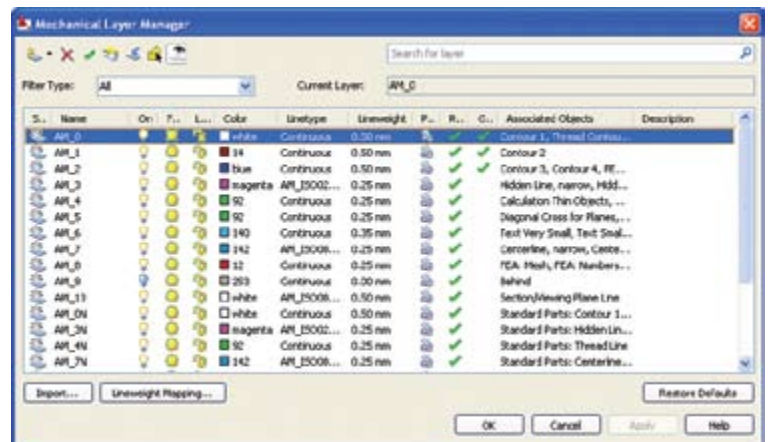 Mechanical Layer Manager
Search for layer
Filter Type: All Current Layer: AM_0
S.. Name On F... L... Color Linetype Lineweight P... R... G... Associated Objects Description
AM_0 white Continuous 0.50 mm Contour 1, Thread Contou...
AM_1 14 Continuous 0.50 mm Contour 2
AM_2 blue Continuous 0.50 mm Contour 3, Contour 4, FE...
AM_3 magenta AM_ISO02... 0.25 mm Hidden Line, narrow, Hidd...
AM_4 92 Continuous 0.25 mm Calculation Thin Objects, ...
AM_5 92 Continuous 0.25 mm Diagonal Cross for Planes,...
AM_6 140 Continuous 0.35 mm Text Very Small, Text Smal...
AM_7 142 AM_ISO08... 0.25 mm Centerline, narrow, Cente...
AM_8 12 Continuous 0.25 mm FEA: Mesh, FEA: Numbers...
AM_9 253 Continuous 0.00 mm Behind
AM_13 white AM_ISO08... 0.50 mm Section/Viewing Plane Line
AM_0N white Continuous 0.50 mm Standard Parts: Contour 1...
AM_3N magenta AM_ISO02... 0.25 mm Standard Parts: Hidden Lin...
AM_4N 92 Continuous 0.25 mm Standard Parts: Thread Line
AM_7N 142 AM_ISO08... 0.25 mm Standard Parts: Centerline...
Import... Lineweight Mapping... Restore Defaults
OK Cancel Apply Help